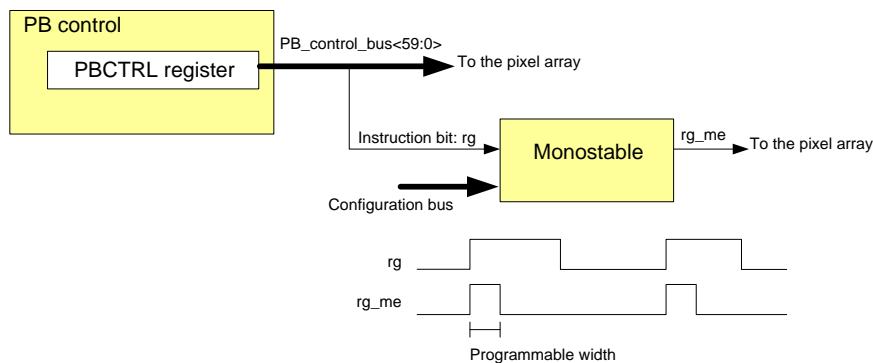 PB control
PBCTRL register
PB_control_bus<59:0>
To the pixel array
Instruction bit: rg
Monostable
rg_me
To the pixel array
Configuration bus
rg
rg_me
Programmable width